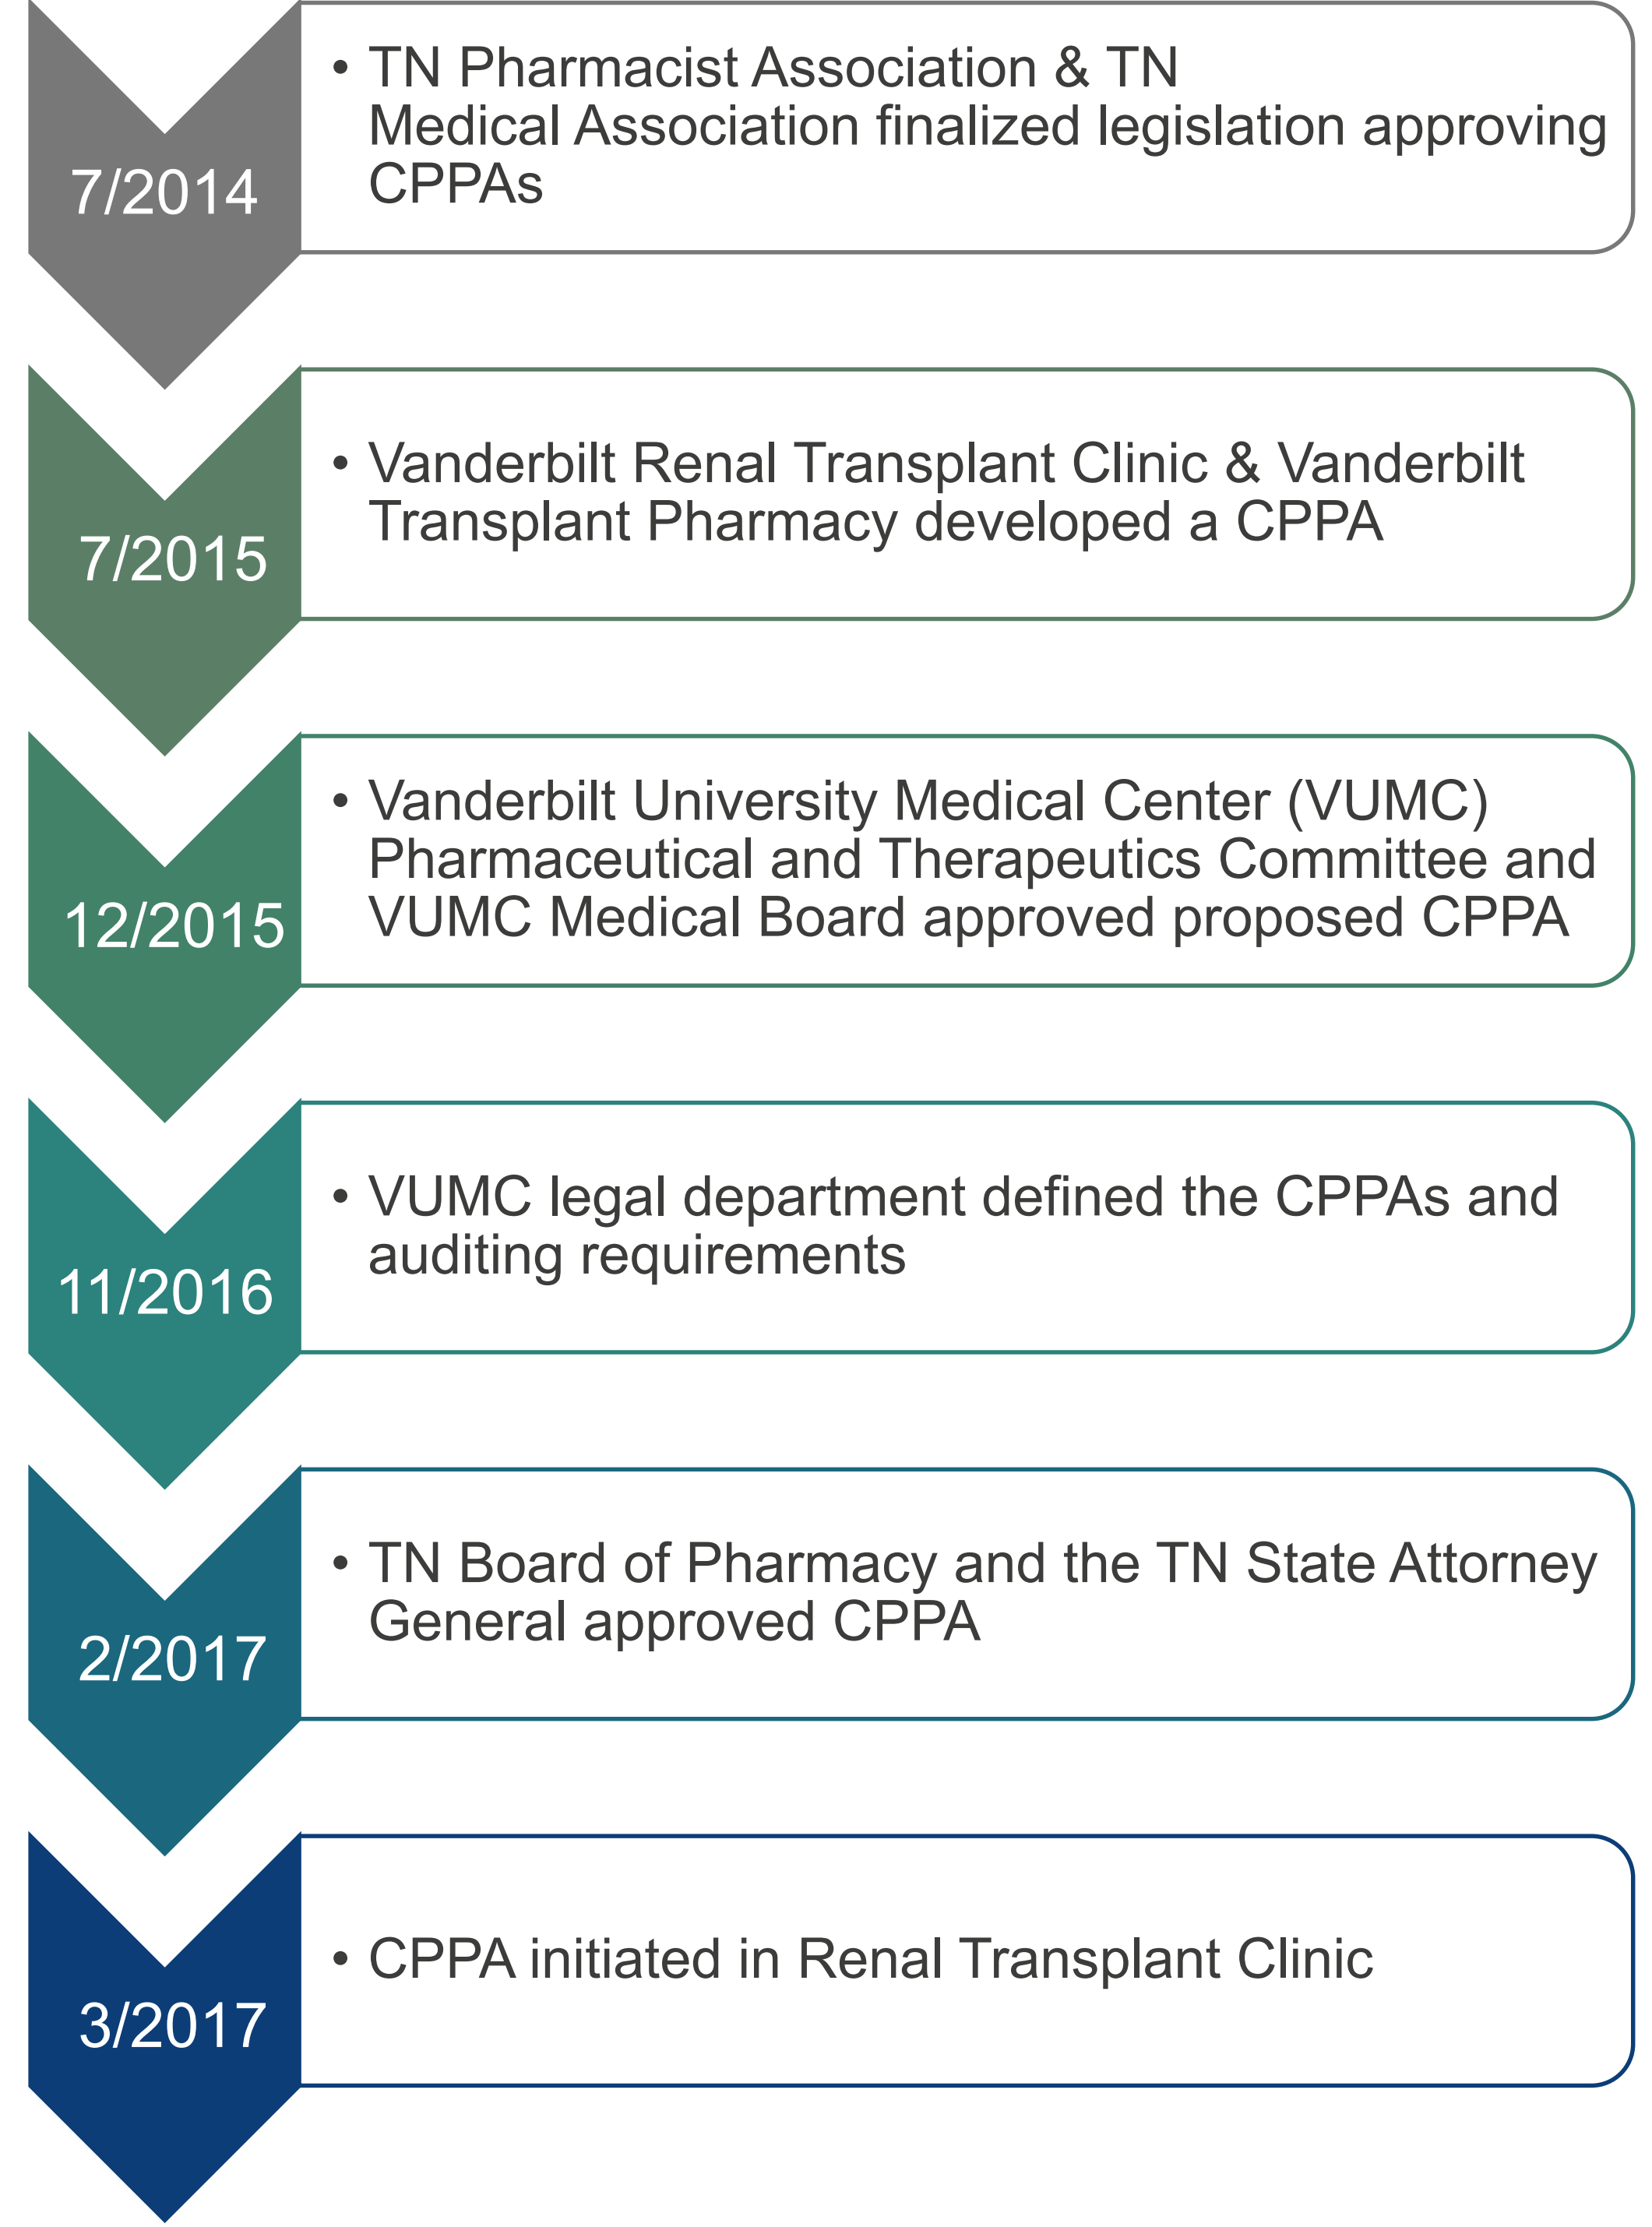 7/2014
• TN Pharmacist Association & TN
Medical Association finalized legislation approving
CPPAs
7/2015
• Vanderbilt Renal Transplant Clinic & Vanderbilt
Transplant Pharmacy developed a CPPA
12/2015
• Vanderbilt University Medical Center (VUMC)
Pharmaceutical and Therapeutics Committee and
VUMC Medical Board approved proposed CPPA
11/2016
• VUMC legal department defined the CPPAs and
auditing requirements
2/2017
• TN Board of Pharmacy and the TN State Attorney
General approved CPPA
3/2017
• CPPA initiated in Renal Transplant Clinic